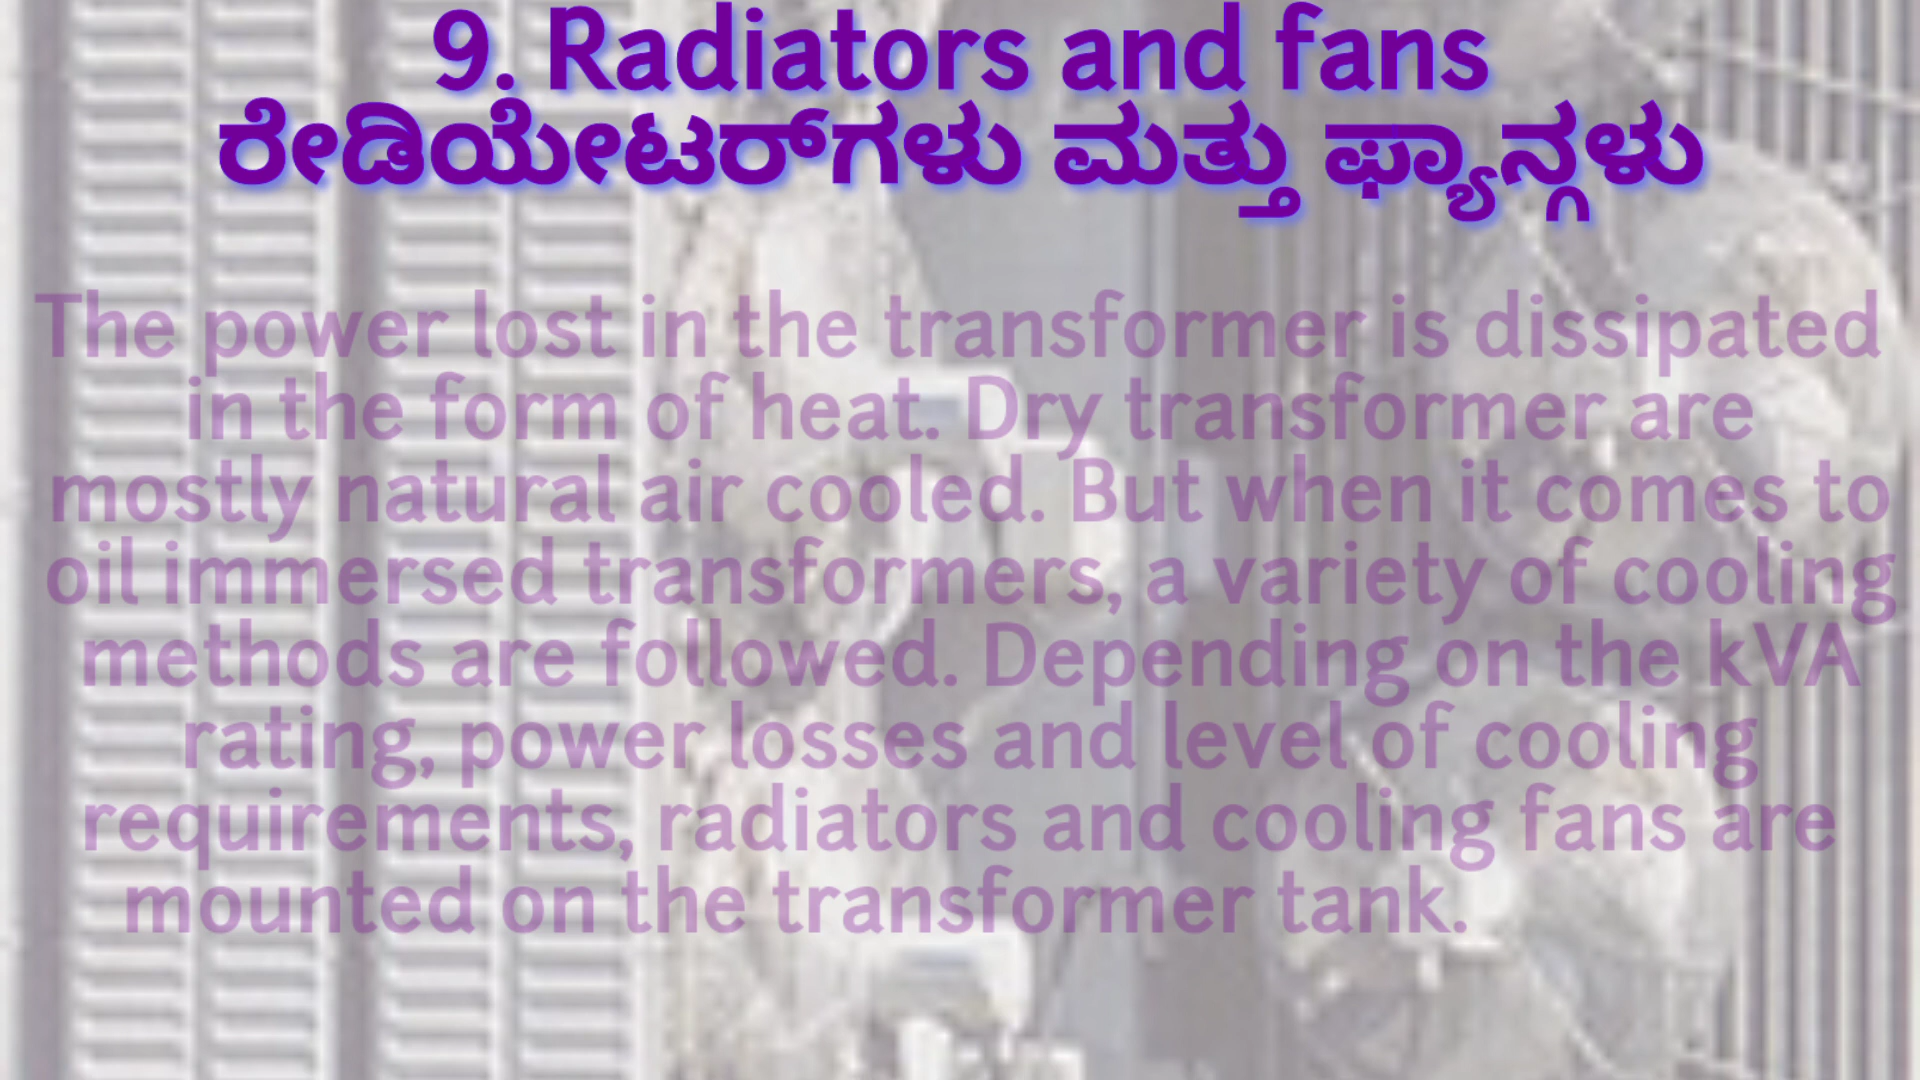 9. Radiators and fans
ರೇಡಿಯೇಟರ್‌ಗಳು ಮತ್ತು ಫ್ಯಾನ್ಗಳು
The power lost in the transformer is dissipated
in the form of heat. Dry transformer are
mostly natural air cooled. But when it comes to
oil immersed transformers, a variety of cooling
methods are followed. Depending on the kVA
rating, power losses and level of cooling
requirements, radiators and cooling fans are
mounted on the transformer tank.